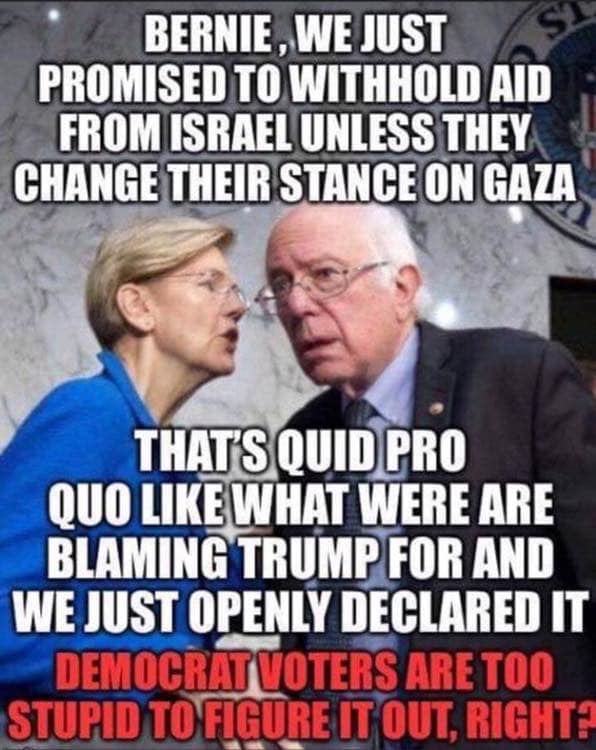 ST
BERNIE, WE JUST
PROMISED TO WITHHOLD AID
FROM ISRAEL UNLESS THEY
CHANGE THEIR STANCE ON GAZA
THAT'S QUID PRO
QUO LIKE WHAT WERE ARE
BLAMING TRUMP FOR AND
WE JUST OPENLY DECLARED IT
DEMOCRAT VOTERS ARE TOO
STUPID TO FIGURE IT OUT, RIGHT?